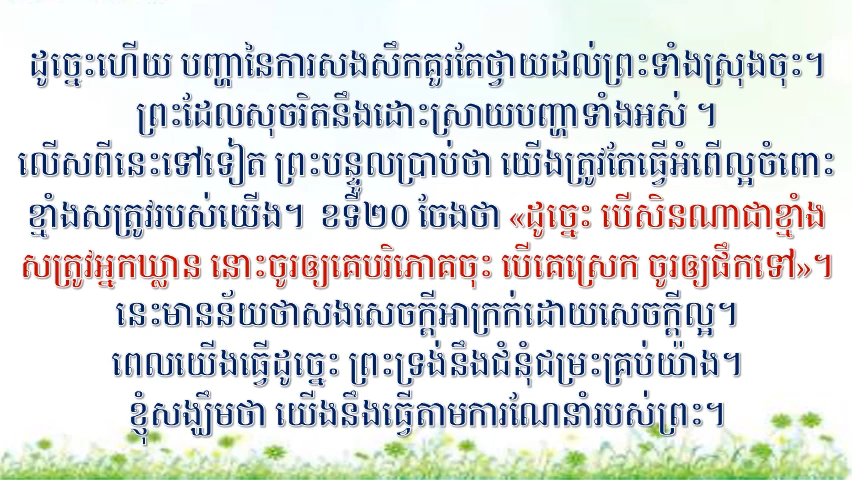 ដូច្នេះហើយ បញ្ហានៃការសងសឹកគួរតែថ្វាយដល់ព្រះទាំងស្រុងចុះ។
ព្រះដែលសុចរិតនឹងដោះស្រាយបញ្ហាទាំងអស់ ។
លើសពីនេះទៅទៀត ព្រះបន្ទូលប្រាប់ថា យើងត្រូវតែធ្វើអំពើល្អចំពោះ
ខ្មាំងសត្រូវរបស់យើង។ ខទី២០ ចែងថា «ដូច្នេះ បើសិនណាជាខ្មាំង
សត្រូវអ្នកឃ្លាន នោះចូរឲ្យគេបរិភោគចុះ បើគេស្រេក ចូរឲ្យផឹកទៅ»។
នេះមានន័យថាសងសេចក្ដីអាក្រក់ដោយសេចក្ដីល្អ។
ពេលយើងធ្វើដូច្នេះ ព្រះទ្រង់នឹងជំនុំជម្រះគ្រប់យ៉ាង។
ខ្ញុំសង្ឃឹមថា យើងនឹងធ្វើតាមការណែនាំរបស់ព្រះ។